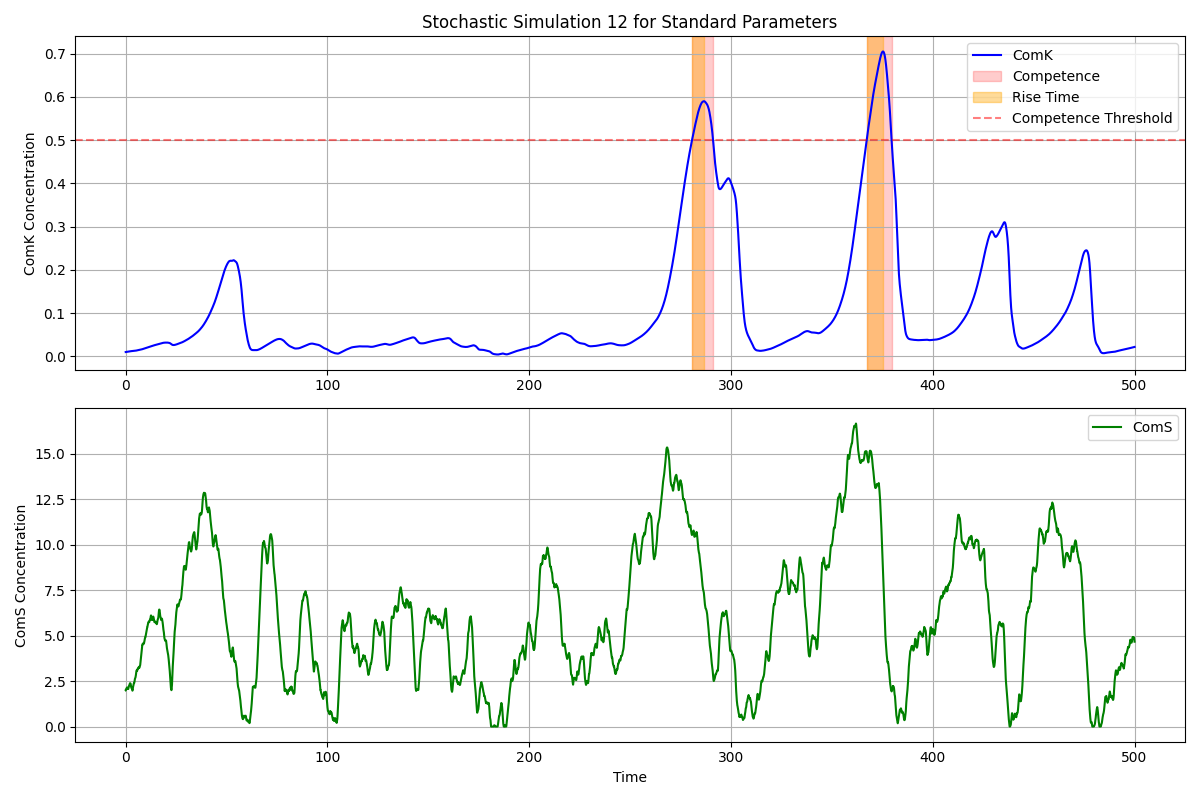 Stochastic Simulation 12 for Standard Parameters
ComK Concentration
0.7
0.6
0.5
0.4
0.3
0.2
0.1
0.0
ComK
Competence
Rise Time
Competence Threshold
0 100 200 300 400 500
ComS Concentration
15.0
12.5
10.0
7.5
5.0
2.5
0.0
ComS
0 100 200 300 400 500
Time